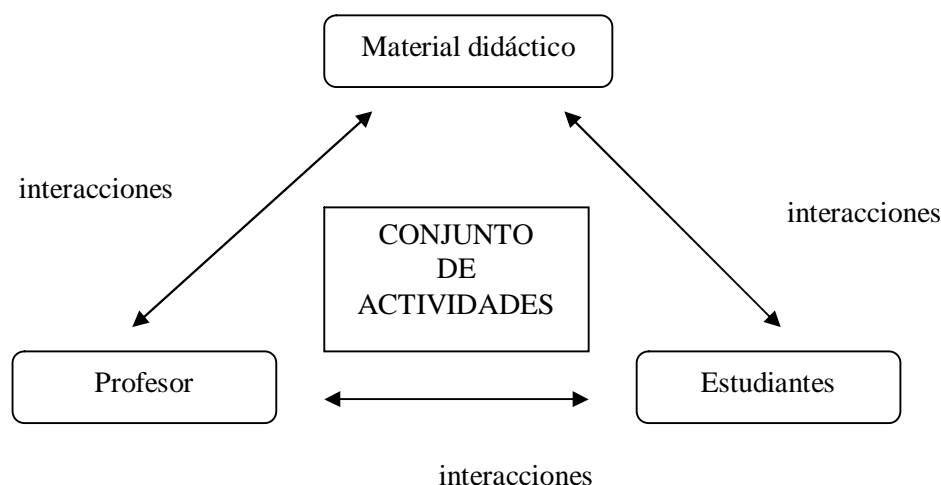 Material didáctico
interacciones
interacciones
CONJUNTO
DE
ACTIVIDADES
Profesor
Estudiantes
interacciones